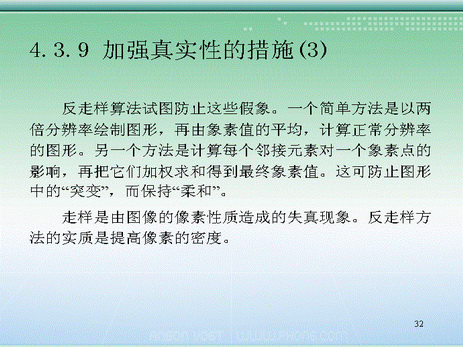 4.3.9 加强真实性的措施(3)
反走样算法试图防止这些假象。一个简单方法是以两
倍分辨率绘制图形，再由象素值的平均，计算正常分辨率
的图形。另一个方法是计算每个邻接元素对一个象素点的
影响，再把它们加权求和得到最终象素值。这可防止图形
中的“突变”，而保持“柔和”。
走样是由图像的像素性质造成的失真现象。反走样方
法的实质是提高像素的密度。
32